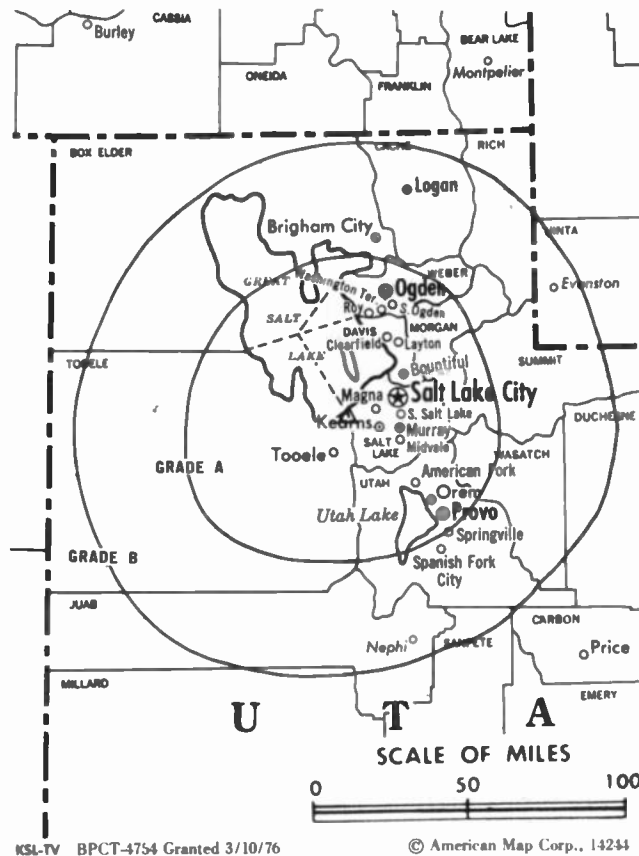 CASSIA
Burley
BEAR LAKE
ONEIDA
Montpelier
FRANKLIN
BOX ELDER
CACHE
RICH
Logan
Brigham City
UINTA
WEBER
Evanston
GREAT
Washington Ter.
Ogden
Roy
S. Ogden
SALT
DAVIS
MORGAN
Clearfield
Layton
LAKE
SUMMIT
TOOELE
Bountiful
Salt Lake City
Magna
DUCHESNE
S. Salt Lake
Kearns
Murray
SALT LAKE
Midvale
Tooele
WASATCH
GRADE A
UTAH
American Fork
Orem
Utah Lake
Provo
Springville
GRADE B
Spanish Fork
City
JUAB
CARBON
Nephi
SANPETE
Price
MILLARD
EMERY
U T A
SCALE OF MILES
0 50 100
KSL-TV BPCT-4754 Granted 3/10/76 © American Map Corp., 14244